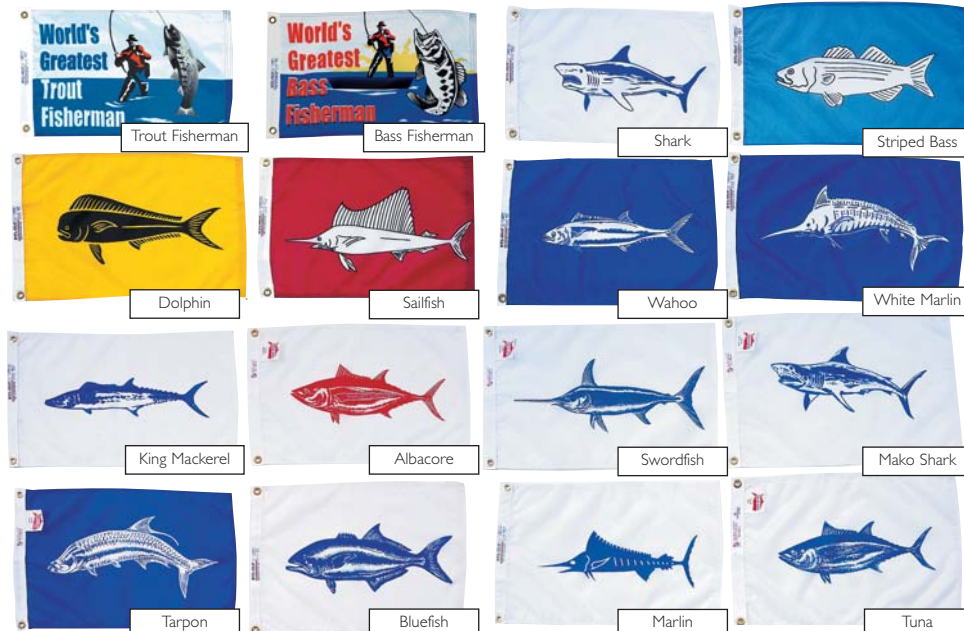 World's
Greatest
Trout
Fisherman
Trout Fisherman
World's
Greatest
Bass
Fisherman
Bass Fisherman
Shark
Striped Bass
Dolphin
Sailfish
Wahoo
White Marlin
King Mackerel
Albacore
Swordfish
Mako Shark
Tarpon
Bluefish
Marlin
Tuna